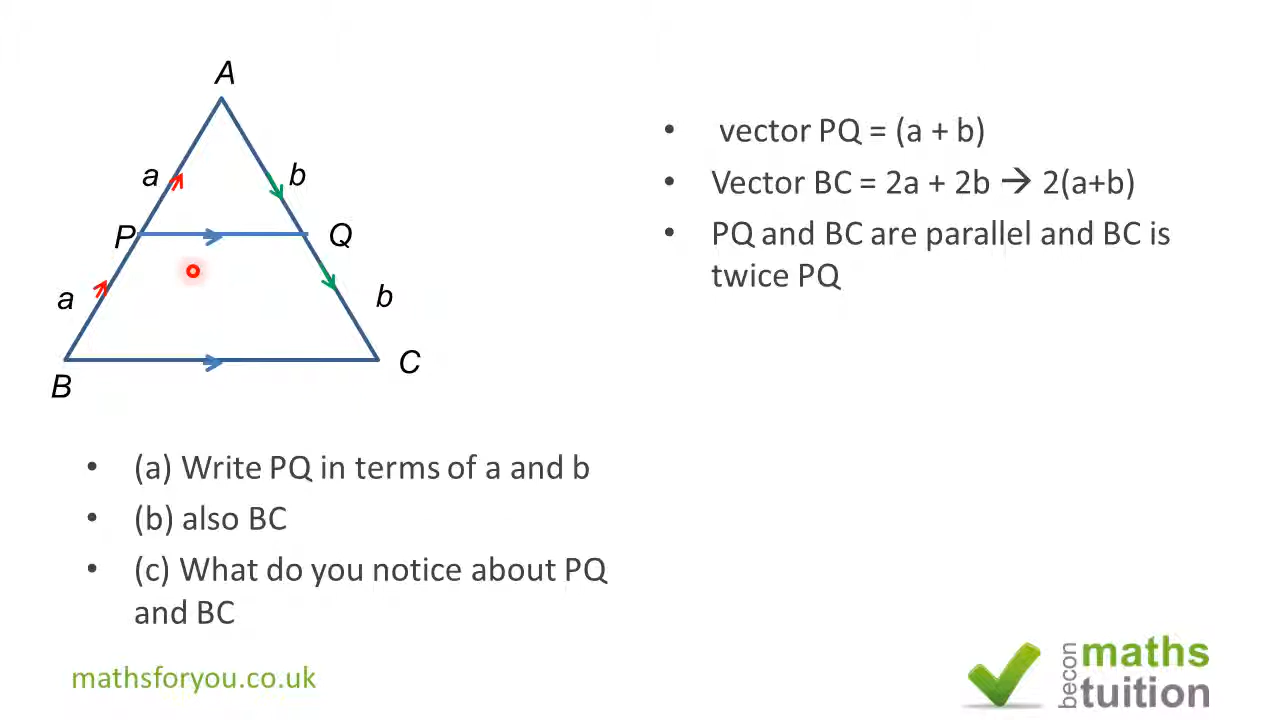 A
a
b
P
Q
a
b
B
C
• vector PQ = (a + b)
• Vector BC = 2a + 2b → 2(a+b)
• PQ and BC are parallel and BC is
twice PQ
• (a) Write PQ in terms of a and b
• (b) also BC
• (c) What do you notice about PQ
and BC
mathsforyou.co.uk
becon
maths
tuition